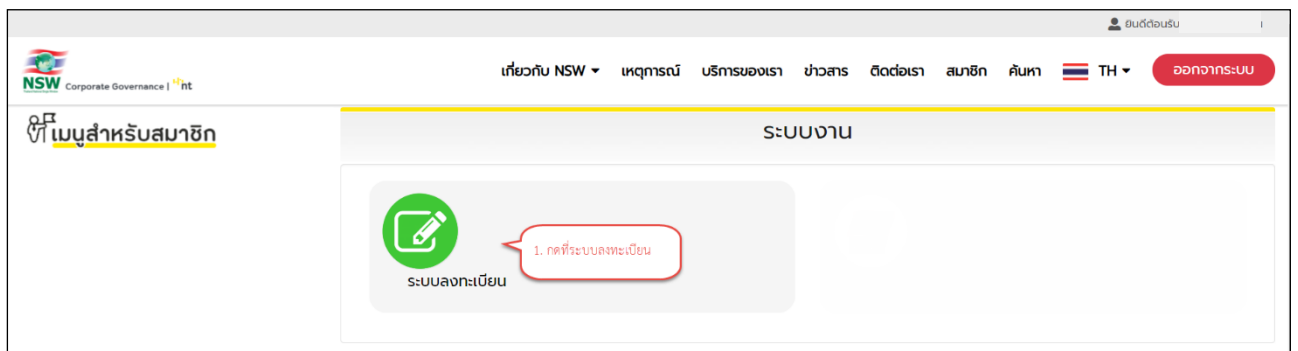 ยินดีต้อนรับ
NSW Corporate Governance | nt
เกี่ยวกับ NSW เหตุการณ์ บริการของเรา ข่าวสาร ติดต่อเรา สมาชิก ค้นหา TH ออกจากระบบ
เมนูสำหรับสมาชิก
ระบบงาน
1. กดที่ระบบลงทะเบียน
ระบบลงทะเบียน